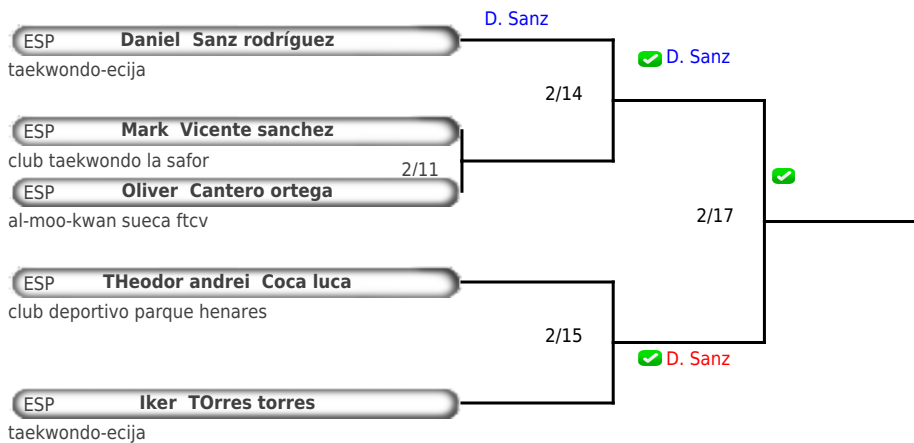 D. Sanz
ESP Daniel Sanz rodríguez
taekwondo-ecija
D. Sanz
2/14
ESP Mark Vicente sanchez
club taekwondo la safor
2/11
ESP Oliver Cantero ortega
al-moo-kwan sueca ftcv
2/17
ESP THeodor andrei Coca luca
club deportivo parque henares
2/15
D. Sanz
ESP Iker TOrres torres
taekwondo-ecija